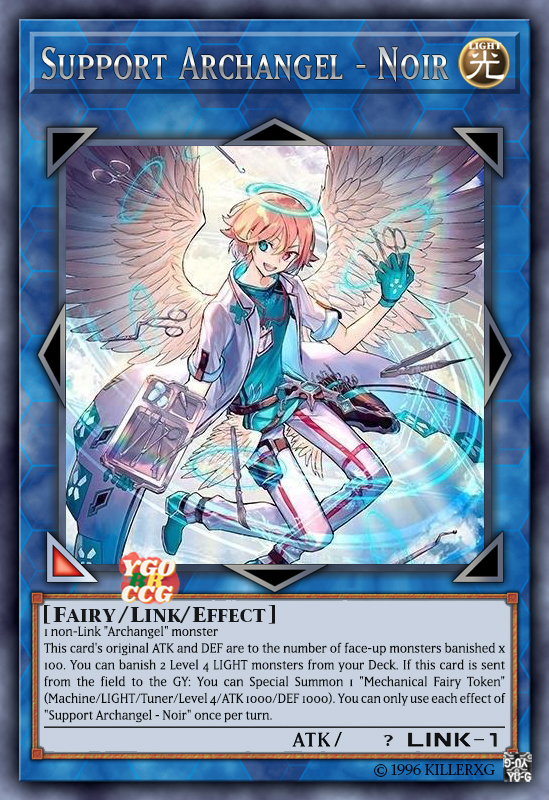 SUPPORT ARCHANGEL - NOIR
LIGHT
光
YGO
RR
CCG
[FAIRY/LINK/EFFECT]
1 non-Link "Archangel" monster
This card's original ATK and DEF are to the number of face-up monsters banished x
100. You can banish 2 Level 4 LIGHT monsters from your Deck. If this card is sent
from the field to the GY: You can Special Summon 1 "Mechanical Fairy Token"
(Machine/LIGHT/Tuner/Level 4/ATK 1000/DEF 1000). You can only use each effect of
"Support Archangel - Noir" once per turn.
ATK/ ? LINK-1
© 1996 KILLERXG